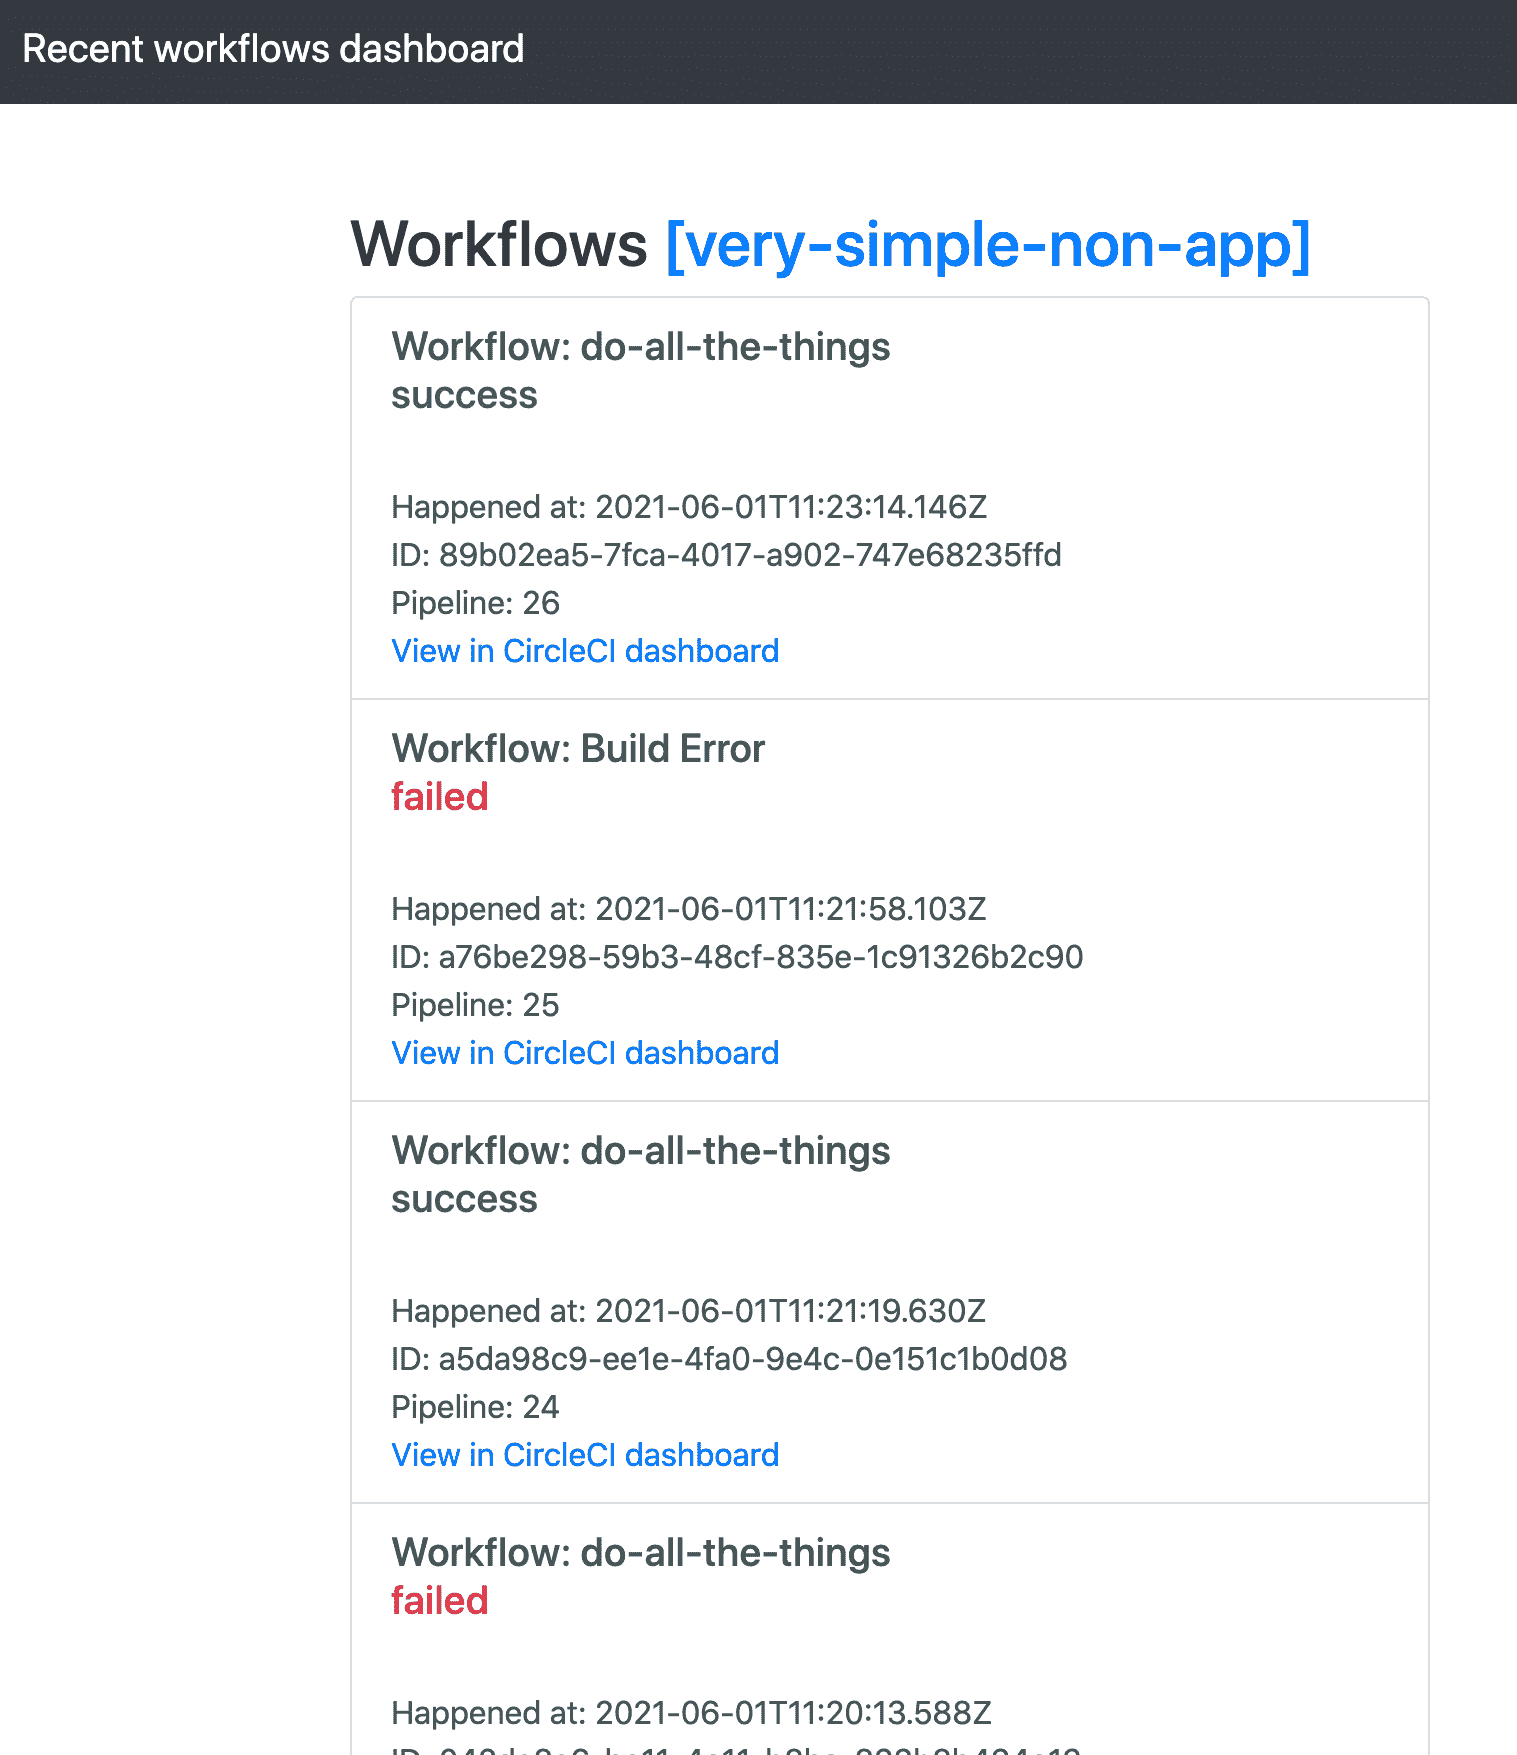 Recent workflows dashboard
Workflows [very-simple-non-app]
Workflow: do-all-the-things
success
Happened at: 2021-06-01T11:23:14.146Z
ID: 89b02ea5-7fca-4017-a902-747e68235ffd
Pipeline: 26
View in CircleCI dashboard
Workflow: Build Error
failed
Happened at: 2021-06-01T11:21:58.103Z
ID: a76be298-59b3-48cf-835e-1c91326b2c90
Pipeline: 25
View in CircleCI dashboard
Workflow: do-all-the-things
success
Happened at: 2021-06-01T11:21:19.630Z
ID: a5da98c9-ee1e-4fa0-9e4c-0e151c1b0d08
Pipeline: 24
View in CircleCI dashboard
Workflow: do-all-the-things
failed
Happened at: 2021-06-01T11:20:13.588Z
ID: